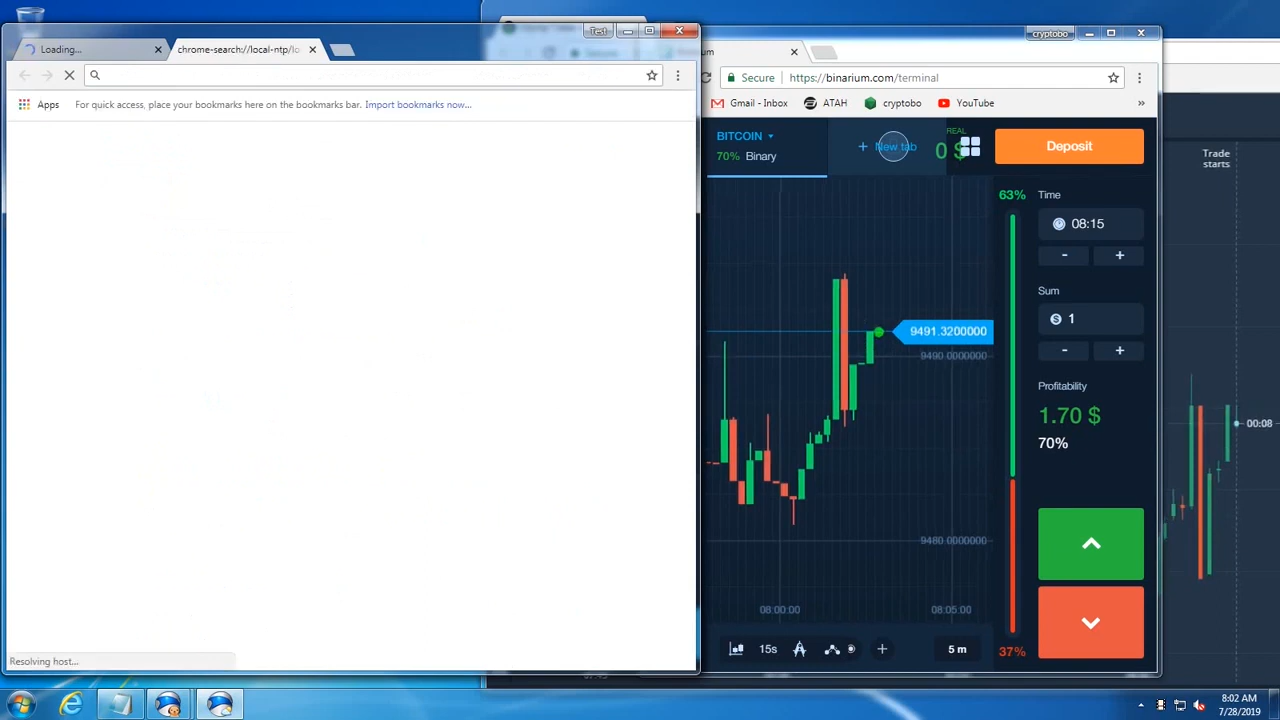 Test
Loading...
chrome-search://local-ntp/lo
Apps
For quick access, place your bookmarks here on the bookmarks bar. Import bookmarks now...
Resolving host...
cryptobo
Secure
https://binarium.com/terminal
Gmail - Inbox
ATAH
cryptobo
YouTube
»
BITCOIN
70% Binary
+ New tab
REAL
0 $
Deposit
63%
Time
08:15
- +
Sum
1
- +
Profitability
1.70 $
70%
9491.3200000
9490.0000000
9480.0000000
08:00:00
08:05:00
15s
5 m
37%
Trade
starts
00:08
8:02 AM
7/28/2019